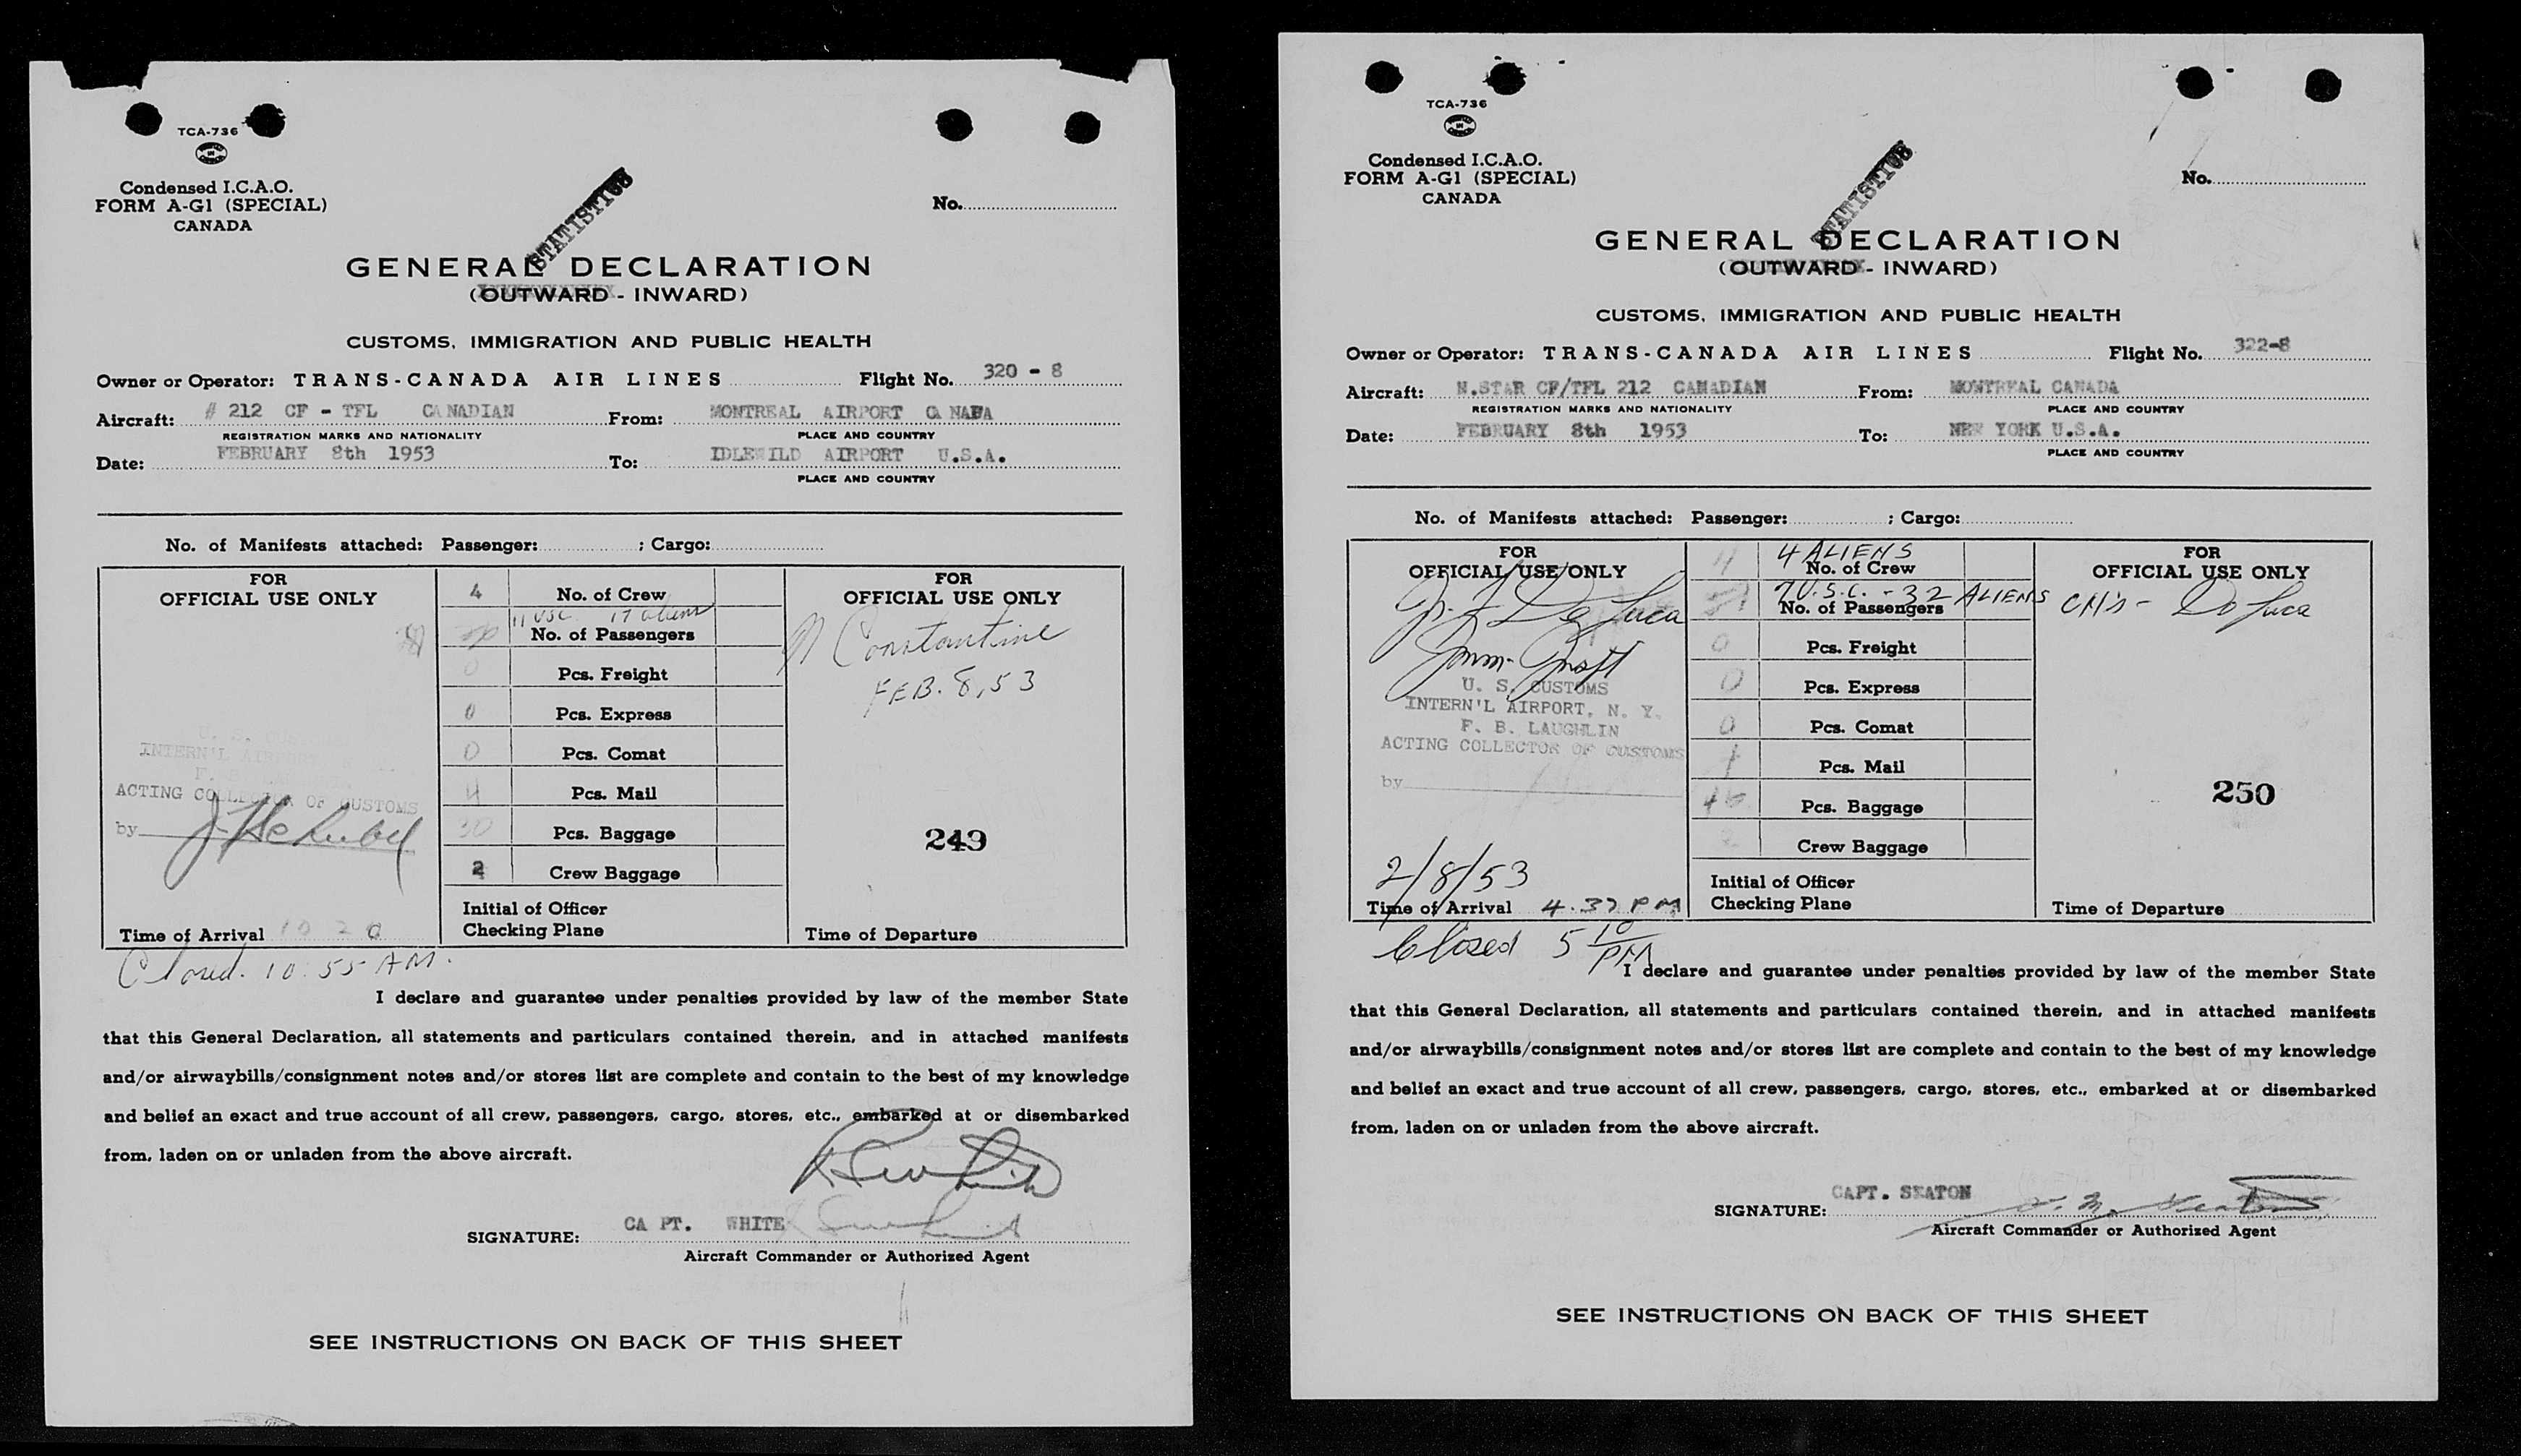 TCA-736
Condensed I.C.A.O.
FORM A-G1 (SPECIAL)
CANADA
STATISTICS
No.
GENERAL DECLARATION
(OUTWARD - INWARD)
CUSTOMS, IMMIGRATION AND PUBLIC HEALTH
Owner or Operator: TRANS-CANADA AIR LINES Flight No. 320 - 8
Aircraft: # 212 CF - TFL CANADIAN From: MONTREAL AIRPORT CANADA
REGISTRATION MARKS AND NATIONALITY PLACE AND COUNTRY
Date: FEBRUARY 8th 1953 To: IDLEWILD AIRPORT U.S.A.
PLACE AND COUNTRY
No. of Manifests attached: Passenger: ; Cargo:
FOR
OFFICIAL USE ONLY
INTERN'L AIRPORT
ACTING COLLECTOR OF CUSTOMS
by
Time of Arrival 10 20
Closed. 10:55 AM.
4 No. of Crew
11 USC 17 aliens
No. of Passengers
0 Pcs. Freight
0 Pcs. Express
0 Pcs. Comat
4 Pcs. Mail
30 Pcs. Baggage
2 Crew Baggage
Initial of Officer
Checking Plane
FOR
OFFICIAL USE ONLY
Constantine
FEB. 8, 53
249
Time of Departure
I declare and guarantee under penalties provided by law of the member State
that this General Declaration, all statements and particulars contained therein, and in attached manifests
and/or airwaybills/consignment notes and/or stores list are complete and contain to the best of my knowledge
and belief an exact and true account of all crew, passengers, cargo, stores, etc., embarked at or disembarked
from, laden on or unladen from the above aircraft.
SIGNATURE: CAPT. WHITE
Aircraft Commander or Authorized Agent
SEE INSTRUCTIONS ON BACK OF THIS SHEET
TCA-736
Condensed I.C.A.O.
FORM A-G1 (SPECIAL)
CANADA
STATISTICS
No.
GENERAL DECLARATION
(OUTWARD - INWARD)
CUSTOMS, IMMIGRATION AND PUBLIC HEALTH
Owner or Operator: TRANS-CANADA AIR LINES Flight No. 322-8
Aircraft: N.STAR CF/TFL 212 CANADIAN From: MONTREAL CANADA
REGISTRATION MARKS AND NATIONALITY PLACE AND COUNTRY
Date: FEBRUARY 8th 1953 To: NEW YORK U.S.A.
PLACE AND COUNTRY
No. of Manifests attached: Passenger: ; Cargo:
FOR
OFFICIAL USE ONLY
De Luca
U. S. CUSTOMS
INTERN'L AIRPORT, N. Y.
F. B. LAUGHLIN
ACTING COLLECTOR OF CUSTOMS
by
2/8/53
Time of Arrival 4.37 PM
Closed 5 10 PM
4 4 ALIENS
No. of Crew
7 U.S.C. - 32 ALIENS
No. of Passengers
0 Pcs. Freight
0 Pcs. Express
0 Pcs. Comat
Pcs. Mail
Pcs. Baggage
2 Crew Baggage
Initial of Officer
Checking Plane
FOR
OFFICIAL USE ONLY
De Luca
250
Time of Departure
I declare and guarantee under penalties provided by law of the member State
that this General Declaration, all statements and particulars contained therein, and in attached manifests
and/or airwaybills/consignment notes and/or stores list are complete and contain to the best of my knowledge
and belief an exact and true account of all crew, passengers, cargo, stores, etc., embarked at or disembarked
from, laden on or unladen from the above aircraft.
SIGNATURE: CAPT. SEATON
Aircraft Commander or Authorized Agent
SEE INSTRUCTIONS ON BACK OF THIS SHEET